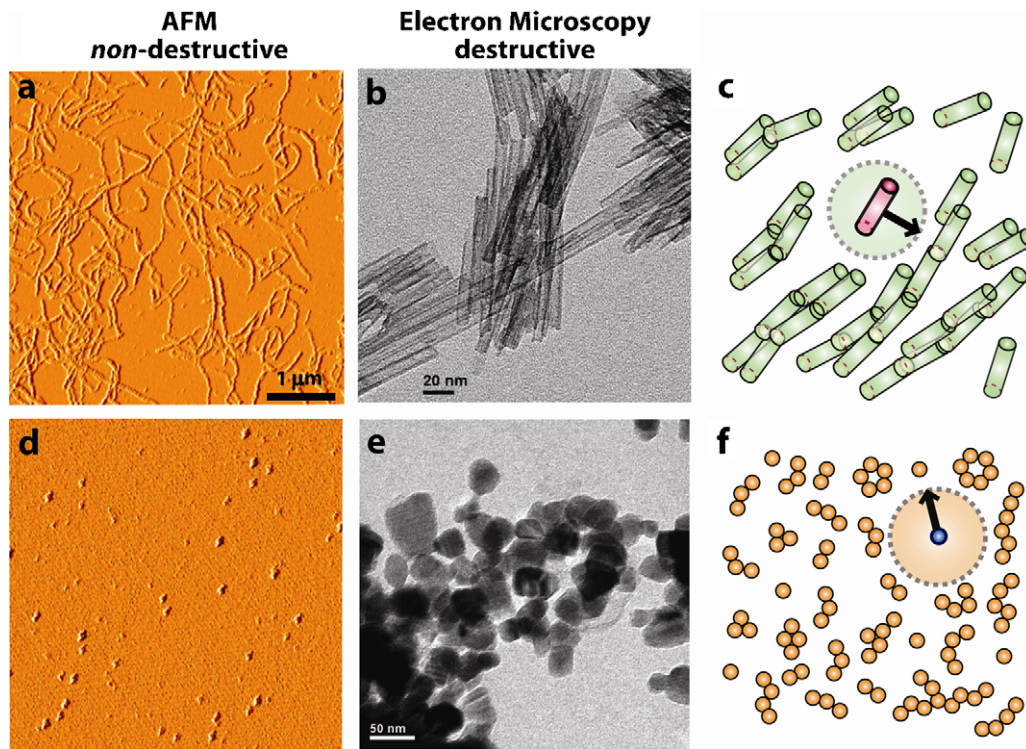 AFM
non-destructive
Electron Microscopy
destructive
a
1 μm
b
20 nm
c
d
e
50 nm
f